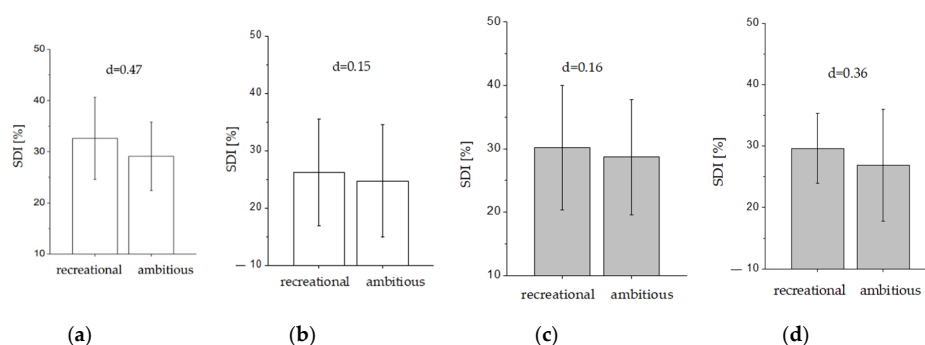 50
40
30
20
10
SDI [%]
d=0.47
recreational ambitious
(a)
50
40
30
20
10
SDI [%]
d=0.15
recreational ambitious
(b)
50
40
30
20
10
SDI [%]
d=0.16
recreational ambitious
(c)
50
40
30
20
10
SDI [%]
d=0.36
recreational ambitious
(d)